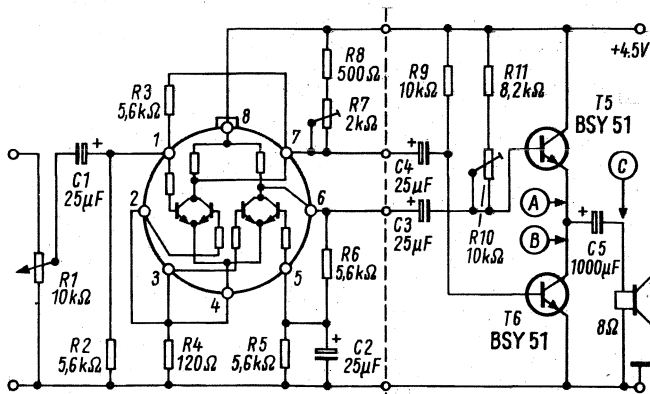 R8
500Ω
R7
2kΩ
R9
10kΩ
R11
8,2kΩ
+4.5V
T5
BSY 51
R3
5,6kΩ
8
1
7
+
C1
25µF
2
6
3
4
5
+
C4
25µF
C3
25µF
R10
10kΩ
A
B
C
+
C5
1000µF
R1
10kΩ
R2
5,6kΩ
R4
120Ω
R5
5,6kΩ
R6
5,6kΩ
+
C2
25µF
+
T6
BSY 51
8Ω